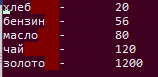 хлеб - 20
бензин - 56
масло - 80
чай - 120
золото - 1200